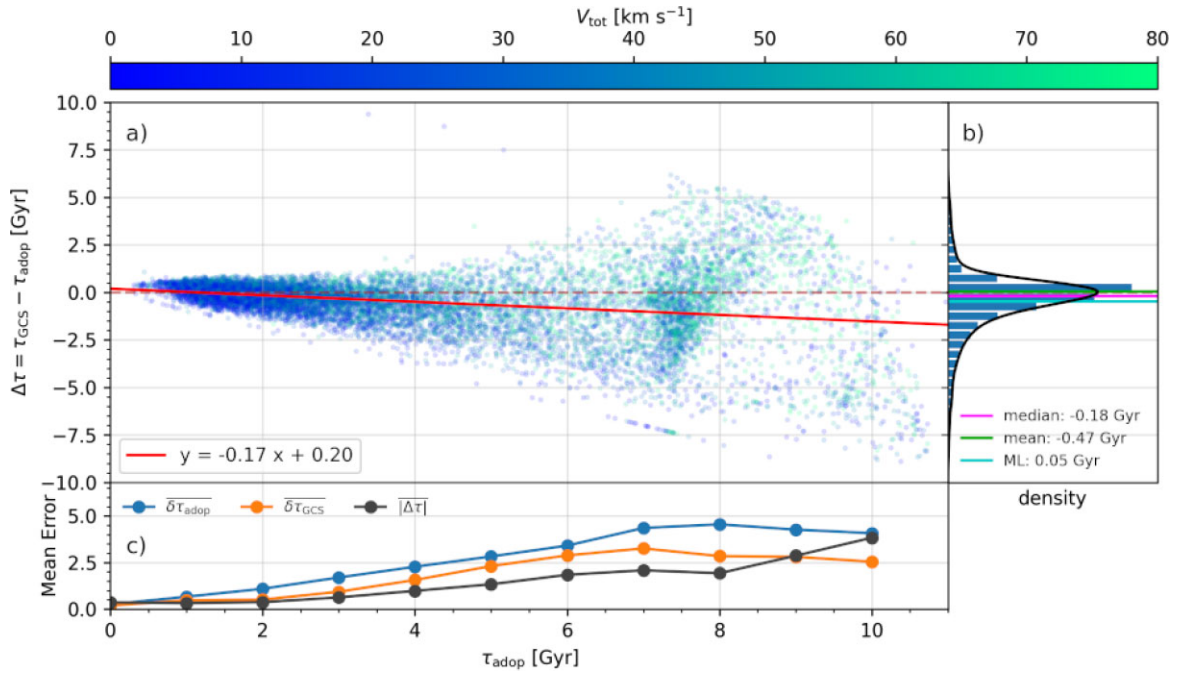 V_tot [km s⁻¹]
0 10 20 30 40 50 60 70 80
a)
b)
Δτ = τ_GCS − τ_adop [Gyr]
10.0
7.5
5.0
2.5
0.0
−2.5
−5.0
−7.5
−10.0
y = -0.17 x + 0.20
median: -0.18 Gyr
mean: -0.47 Gyr
ML: 0.05 Gyr
density
δτ_adop δτ_GCS |Δτ|
c)
Mean Error
5.0
2.5
0.0
0 2 4 6 8 10
τ_adop [Gyr]